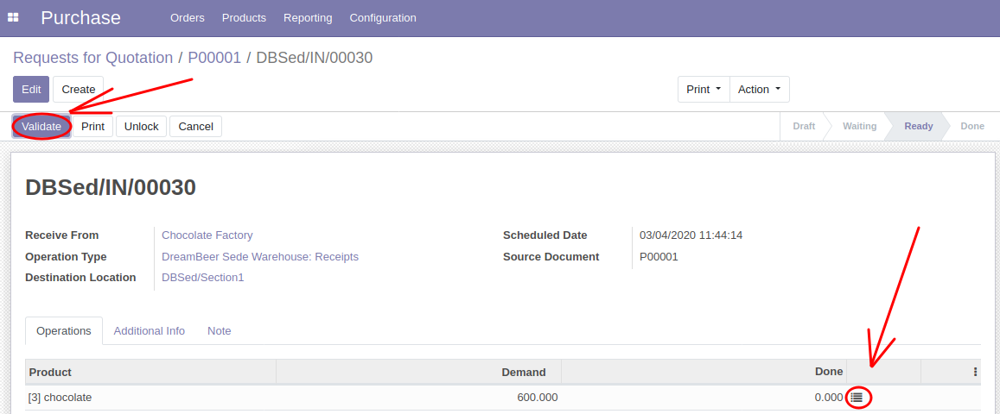 Purchase Orders Products Reporting Configuration
Requests for Quotation / P00001 / DBSed/IN/00030
Edit Create Print Action
Validate Print Unlock Cancel Draft Waiting Ready Done
DBSed/IN/00030
Receive From Chocolate Factory Scheduled Date 03/04/2020 11:44:14
Operation Type DreamBeer Sede Warehouse: Receipts Source Document P00001
Destination Location DBSed/Section1
Operations Additional Info Note
Product Demand Done
[3] chocolate 600.000 0.000